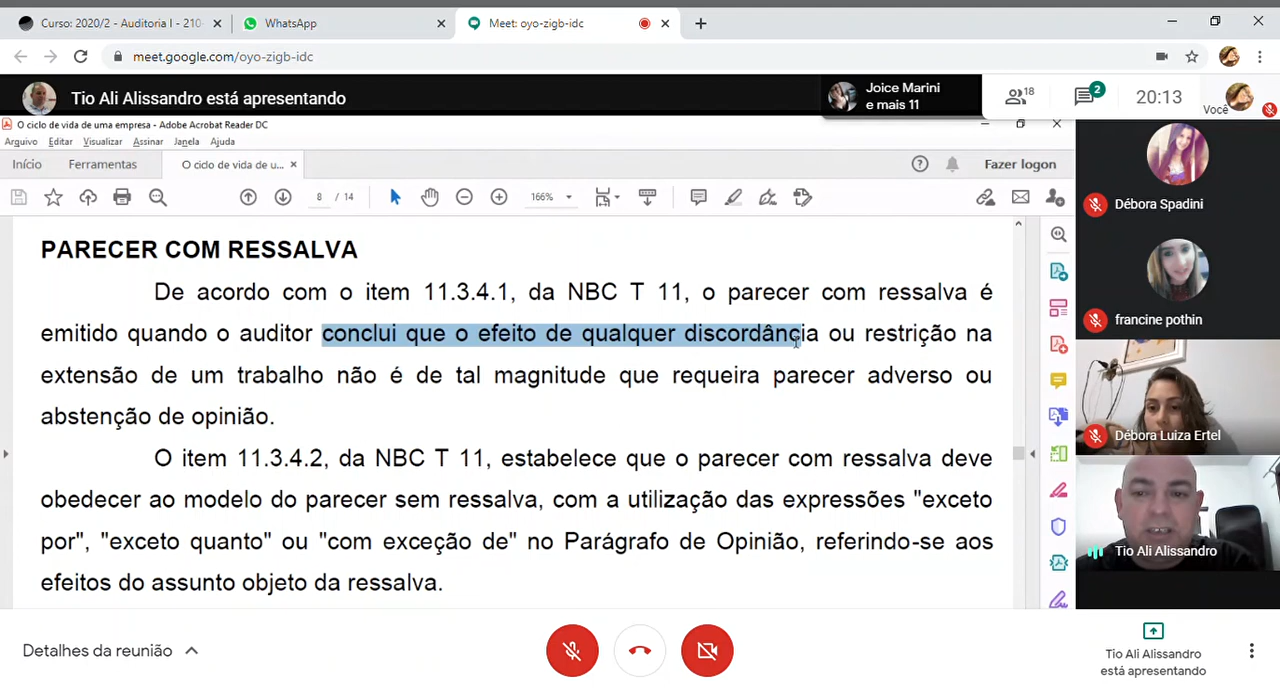 Curso: 2020/2 - Auditoria I - 210
WhatsApp
Meet: oyo-zigb-idc
meet.google.com/oyo-zigb-idc
Tio Ali Alissandro está apresentando
Joice Marini
e mais 11
18
2
20:13
Você
O ciclo de vida de uma empresa - Adobe Acrobat Reader DC
Arquivo Editar Visualizar Assinar Janela Ajuda
Início Ferramentas O ciclo de vida de u... Fazer logon
8 / 14 166%
PARECER COM RESSALVA
De acordo com o item 11.3.4.1, da NBC T 11, o parecer com ressalva é
emitido quando o auditor conclui que o efeito de qualquer discordância ou restrição na
extensão de um trabalho não é de tal magnitude que requeira parecer adverso ou
abstenção de opinião.
O item 11.3.4.2, da NBC T 11, estabelece que o parecer com ressalva deve
obedecer ao modelo do parecer sem ressalva, com a utilização das expressões "exceto
por", "exceto quanto" ou "com exceção de" no Parágrafo de Opinião, referindo-se aos
efeitos do assunto objeto da ressalva.
Débora Spadini
francine pothin
Débora Luiza Ertel
Tio Ali Alissandro
Detalhes da reunião
Tio Ali Alissandro
está apresentando